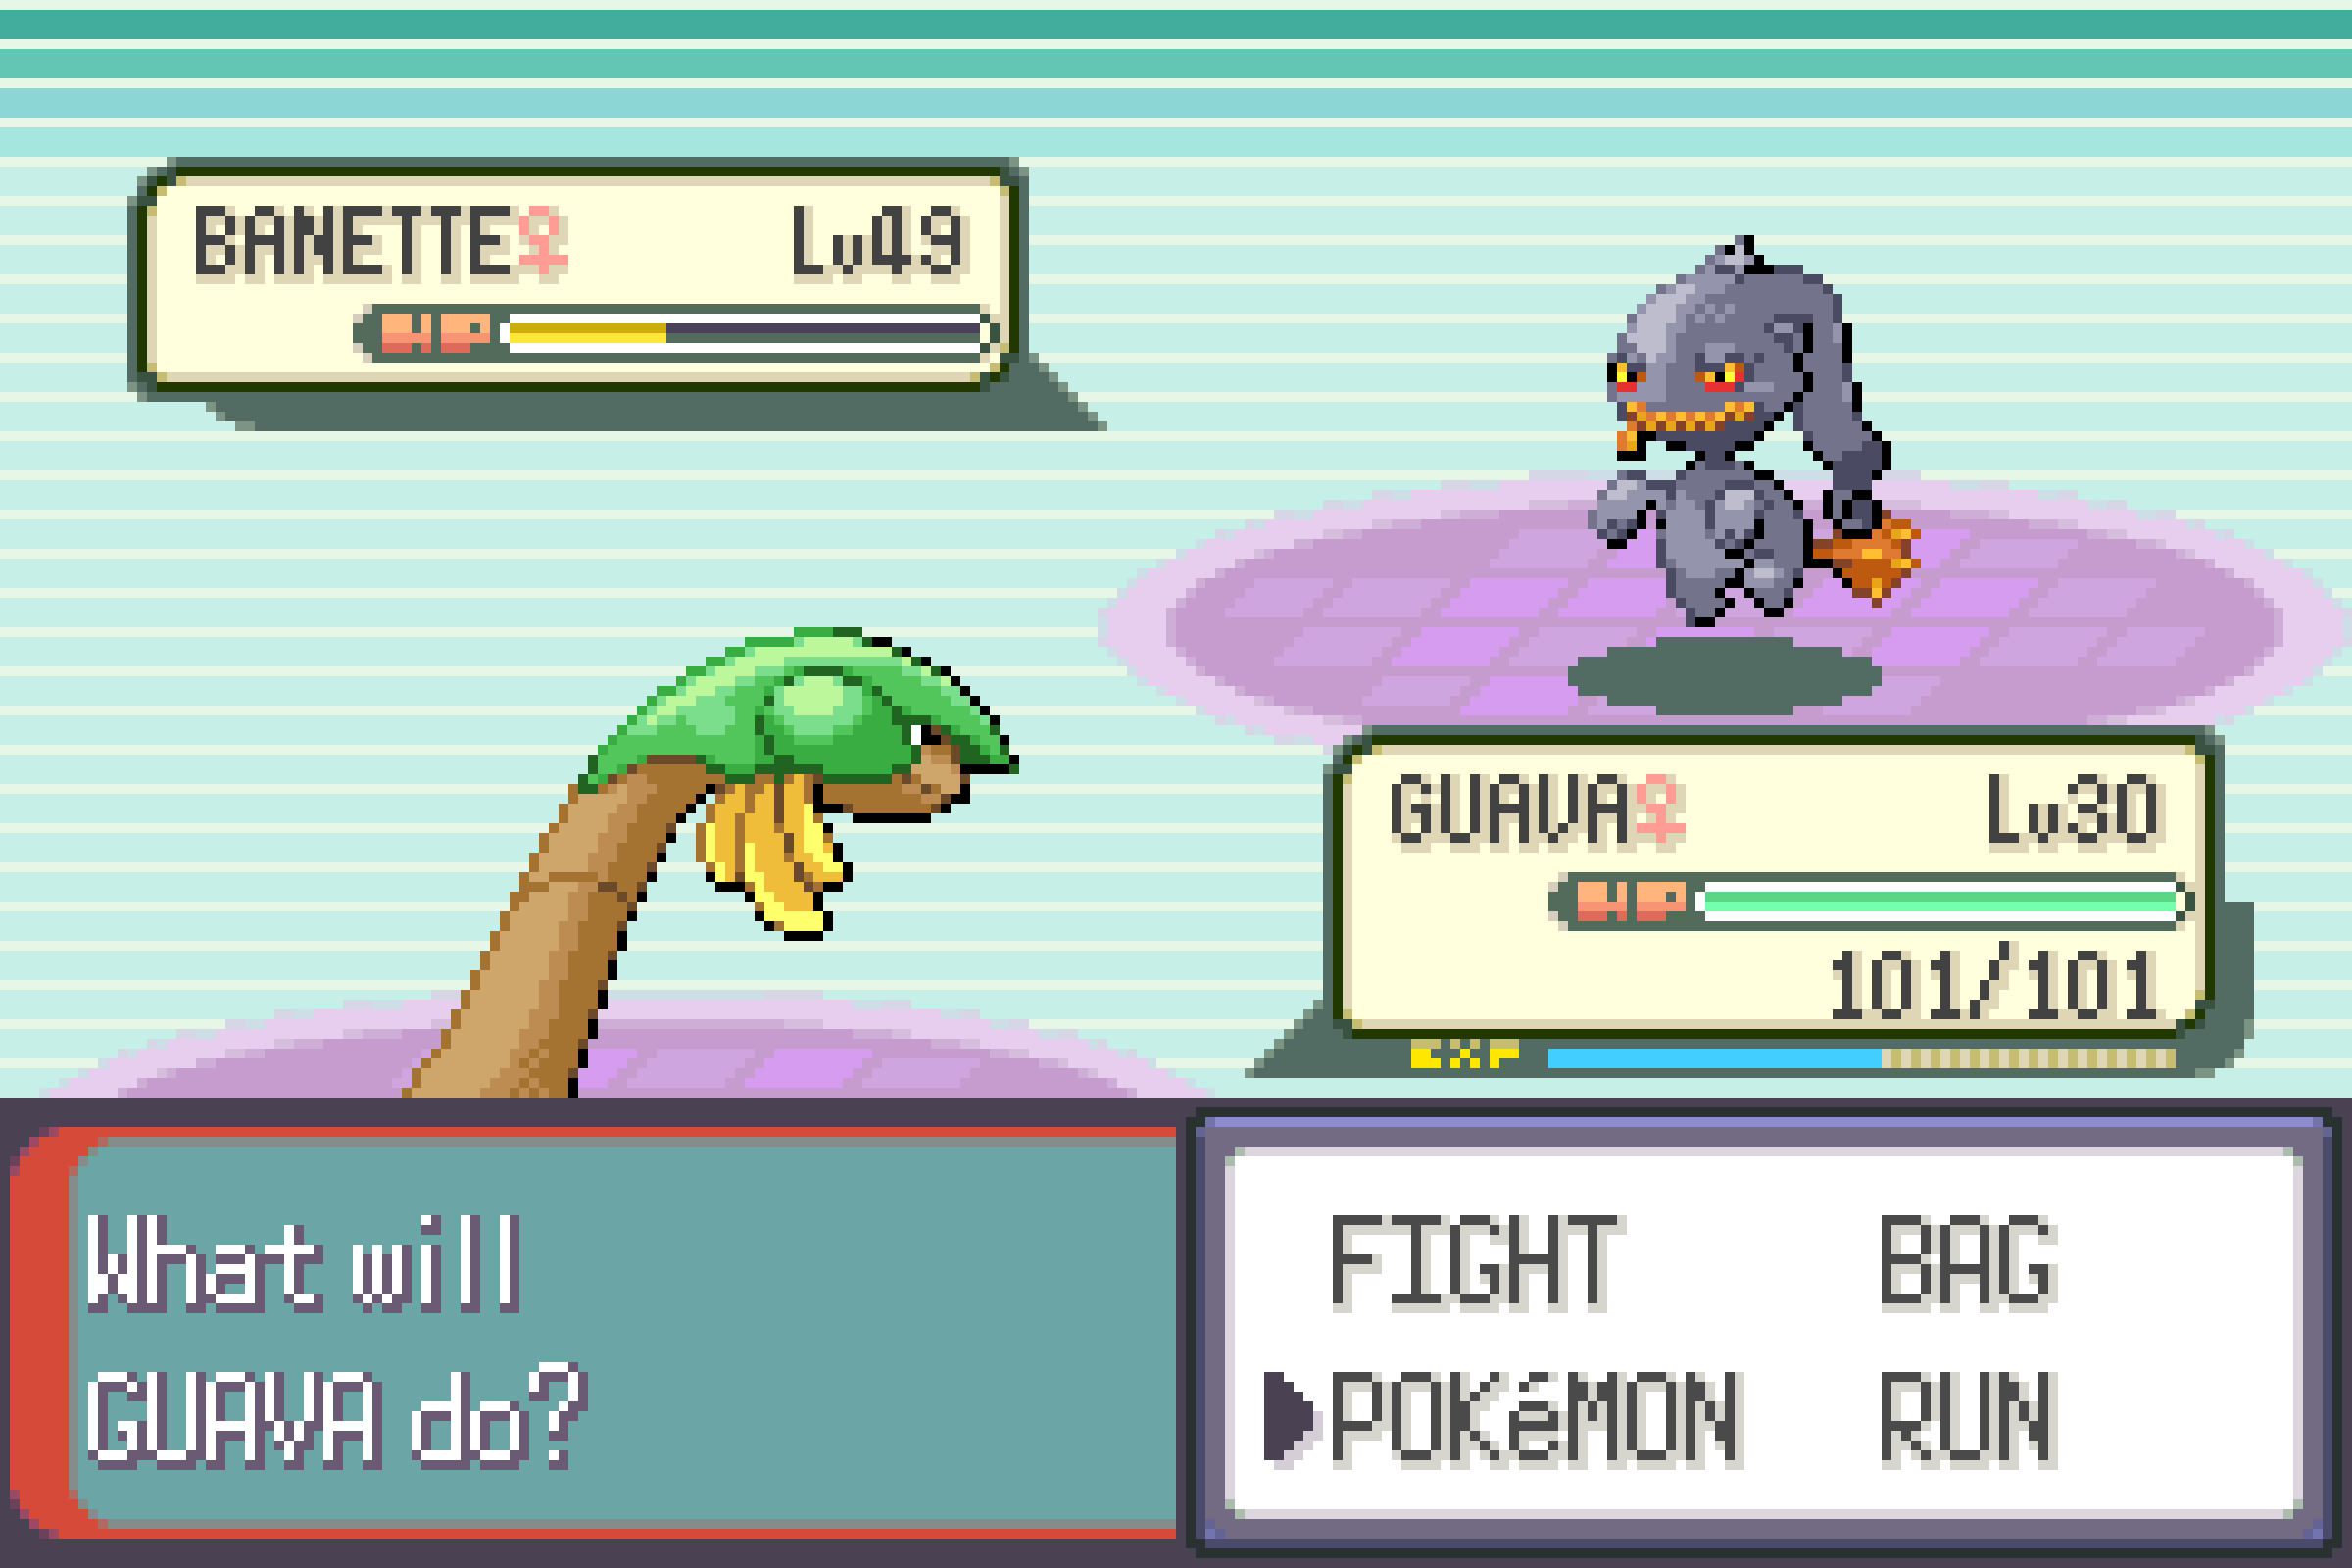 BANETTE♀ Lv49
HP
GUAVA♀ Lv30
HP
101/101
EXP
What will
GUAVA do?
FIGHT BAG
POKéMON RUN